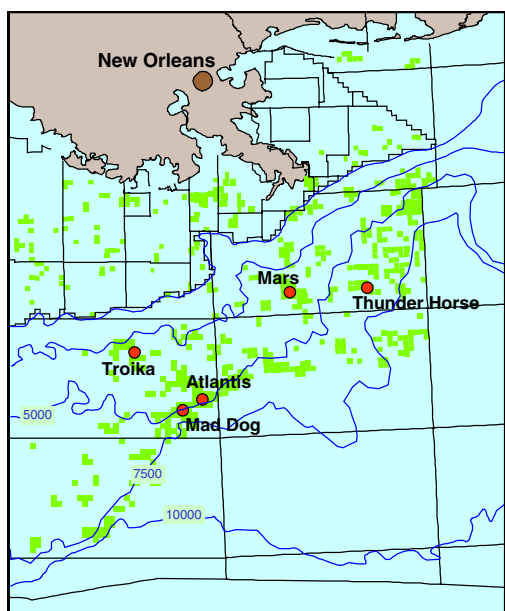 New Orleans
Mars
Thunder Horse
Troika
Atlantis
5000
Mad Dog
7500
10000